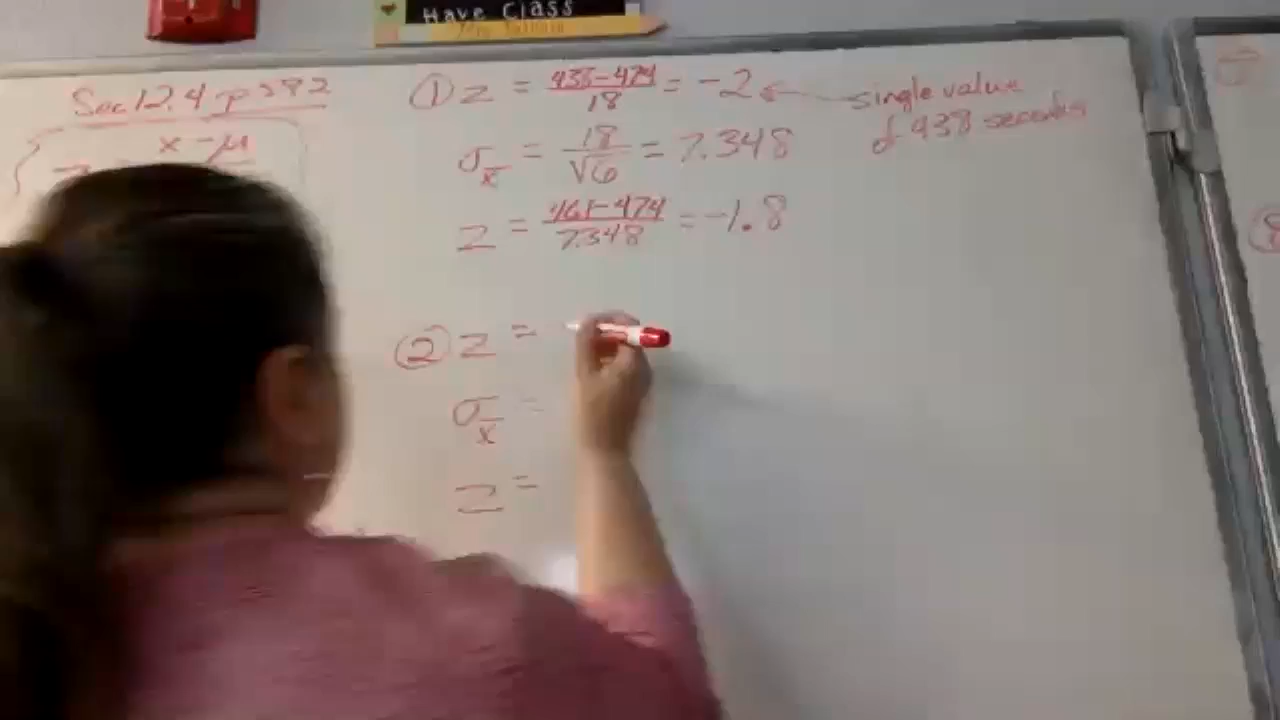 Have Class
Sec 12.4 p 282
x - μ
① z = 438-474/18 = -2 ← single value
of 438 seconds
σx̄ = 18/√6 = 7.348
z = 461-474/7.348 = -1.8
② z =
σx̄ =
z =